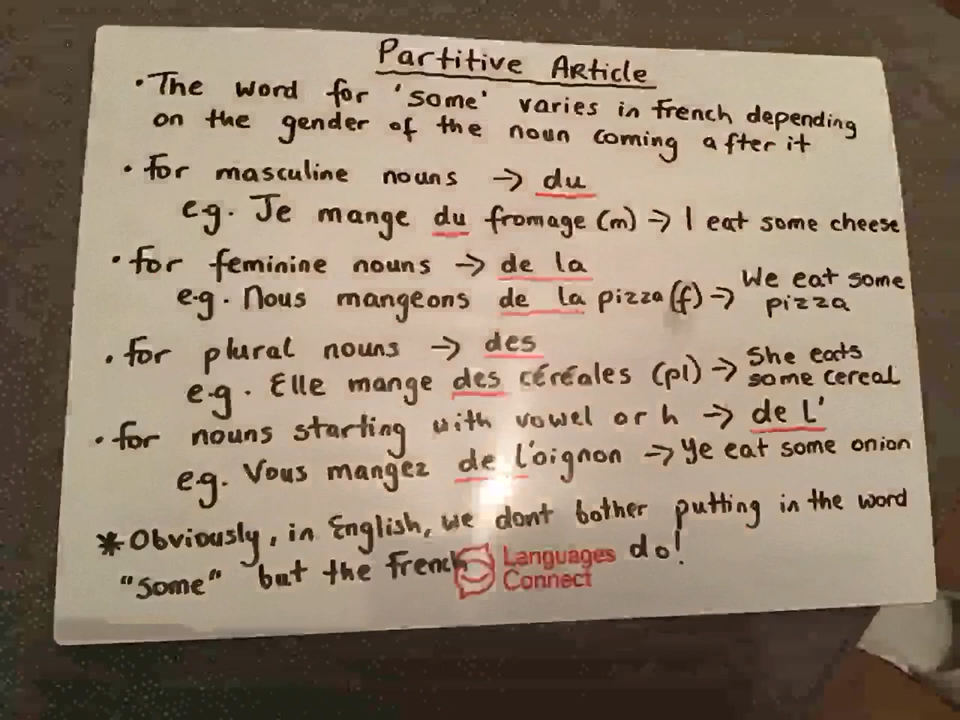 Partitive Article
• The word for 'some' varies in french depending
on the gender of the noun coming after it
• for masculine nouns → du
e.g. Je mange du fromage (m) → I eat some cheese
• for feminine nouns → de la
e.g. Nous mangeons de la pizza (f) → We eat some
pizza
• for plural nouns → des
e.g. Elle mange des céréales (pl) → She eats
some cereal
• for nouns starting with vowel or h → de L'
e.g. Vous mangez de l'oignon → Ye eat some onion
* Obviously, in English, we dont bother putting in the word
"some" but the french do!
Languages
Connect